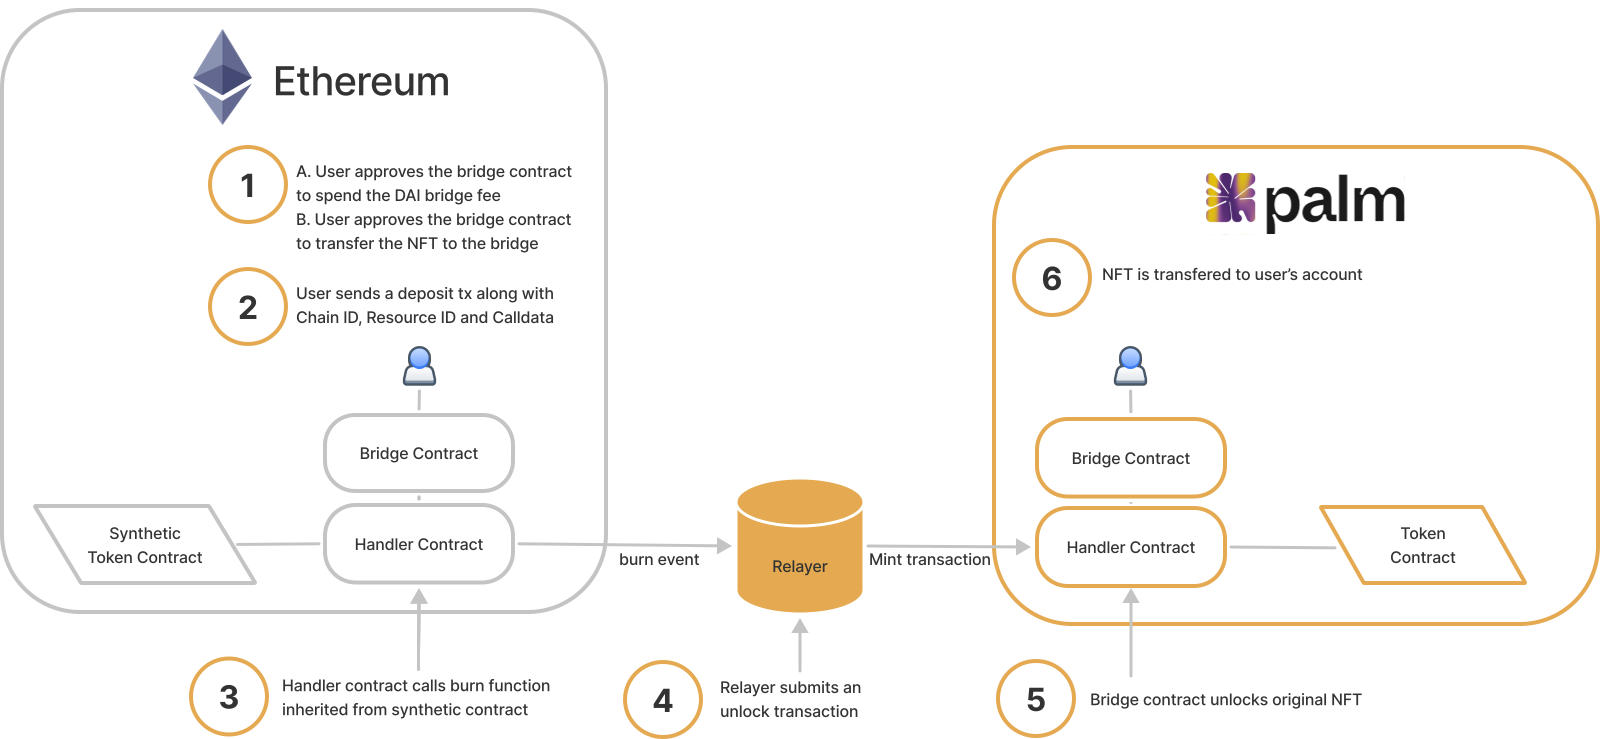 Ethereum
1
A. User approves the bridge contract
to spend the DAI bridge fee
B. User approves the bridge contract
to transfer the NFT to the bridge
2
User sends a deposit tx along with
Chain ID, Resource ID and Calldata
Bridge Contract
Synthetic
Token Contract
Handler Contract
burn event
Relayer
Mint transaction
palm
6
NFT is transfered to user's account
Bridge Contract
Handler Contract
Token
Contract
3
Handler contract calls burn function
inherited from synthetic contract
4
Relayer submits an
unlock transaction
5
Bridge contract unlocks original NFT